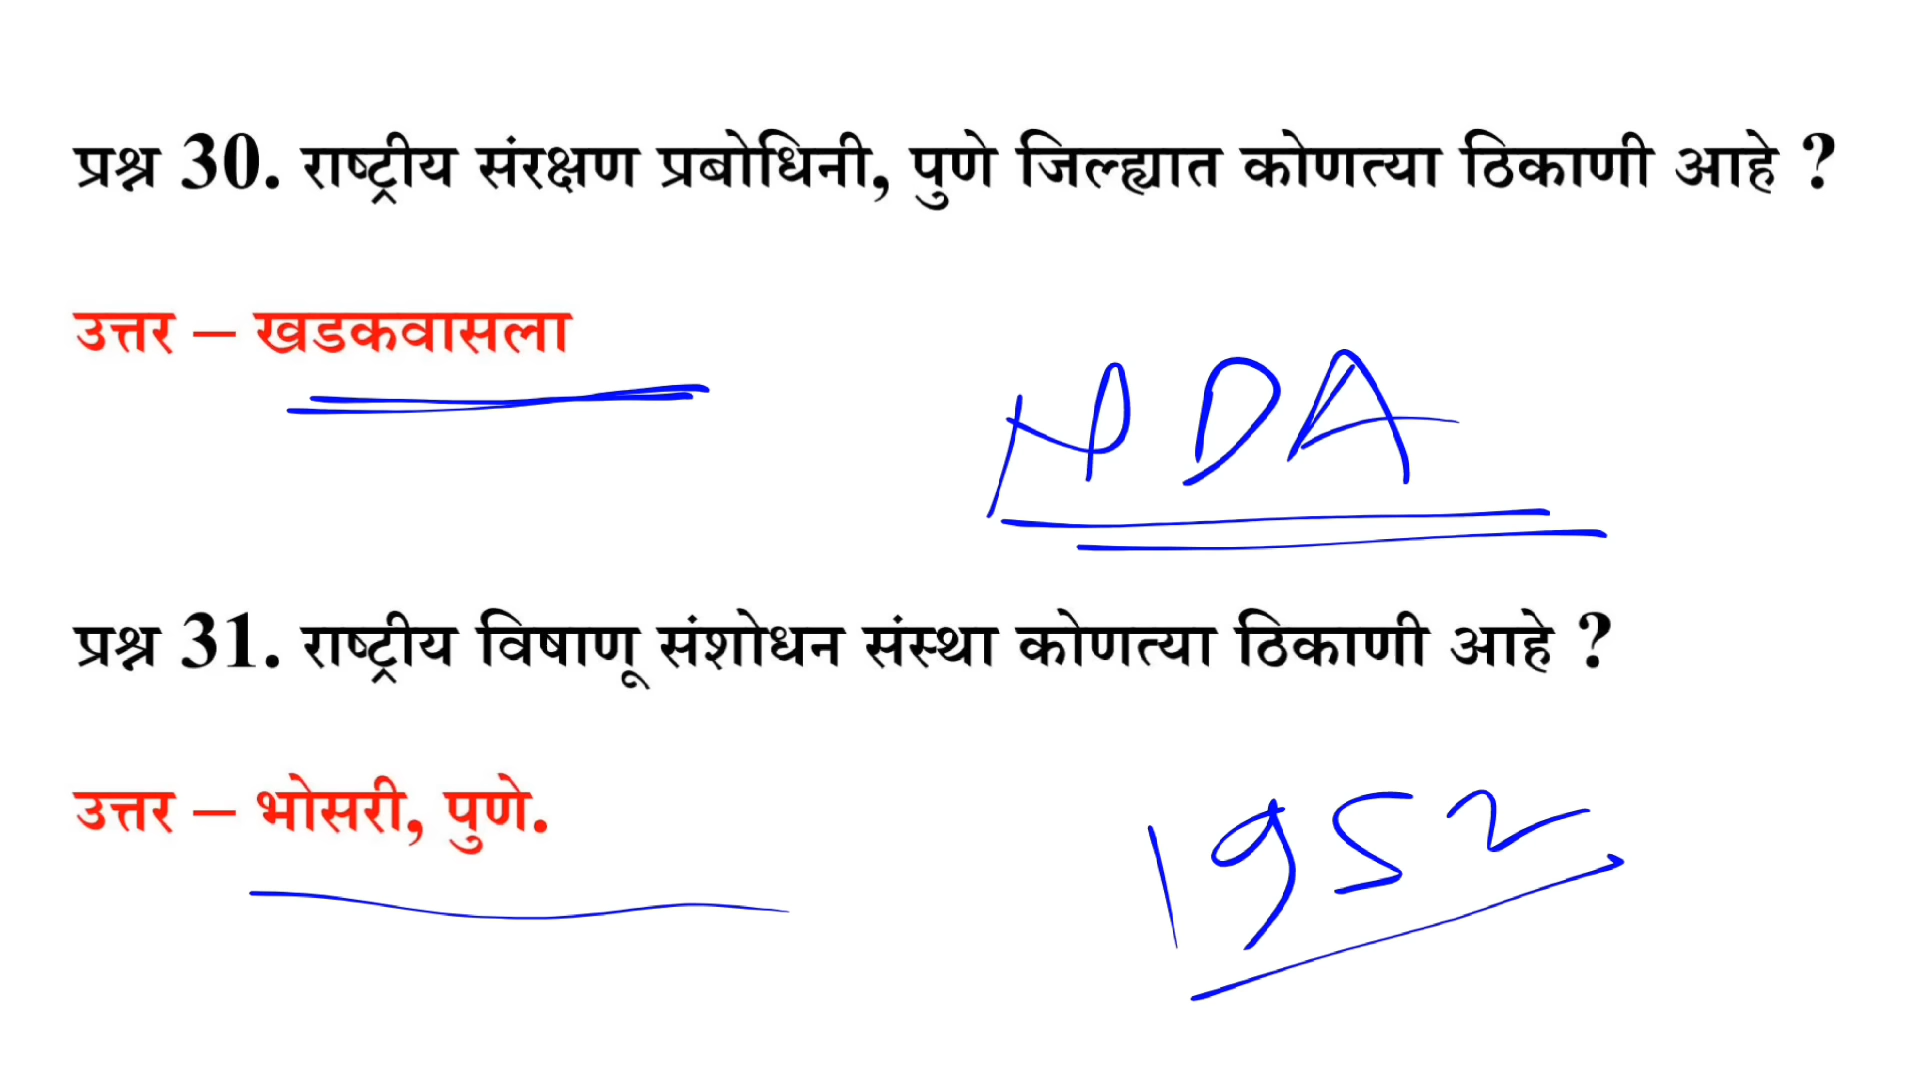 प्रश्न 30. राष्ट्रीय संरक्षण प्रबोधिनी, पुणे जिल्ह्यात कोणत्या ठिकाणी आहे ?
उत्तर – खडकवासला
NDA
प्रश्न 31. राष्ट्रीय विषाणू संशोधन संस्था कोणत्या ठिकाणी आहे ?
उत्तर – भोसरी, पुणे.
1952